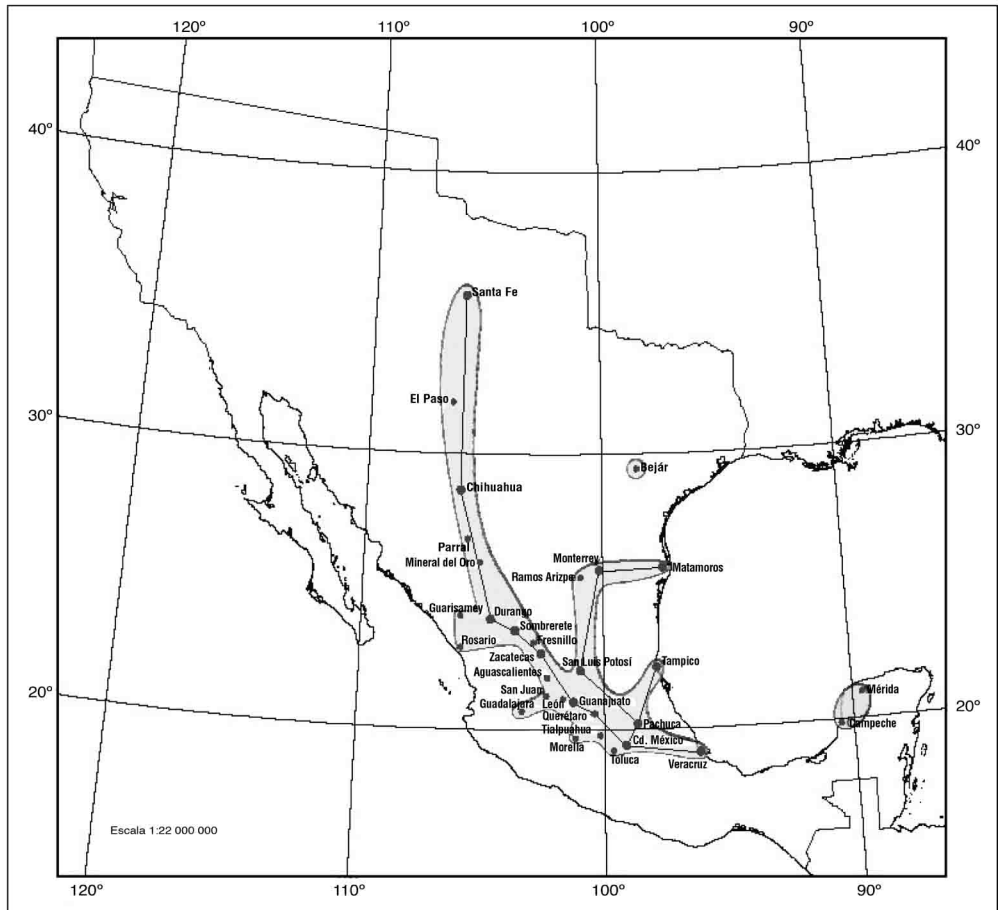 120º
110º
100º
90º
40º
40º
Santa Fe
El Paso
30º
30º
Bejár
Chihuahua
Parral
Mineral del Oro
Monterrey
Ramos Arizpe
Matamoros
Guarisamey
Durango
Sombrerete
Fresnillo
Rosario
Zacatecas
San Luis Potosí
Tampico
Aguascalientes
San Juan
Guadalajara
León
Guanajuato
Mérida
20º
20º
Querétaro
Pachuca
Campeche
Tlalpuahua
Cd. México
Morella
Toluca
Veracruz
Escala 1:22 000 000
120º
110º
100º
90º